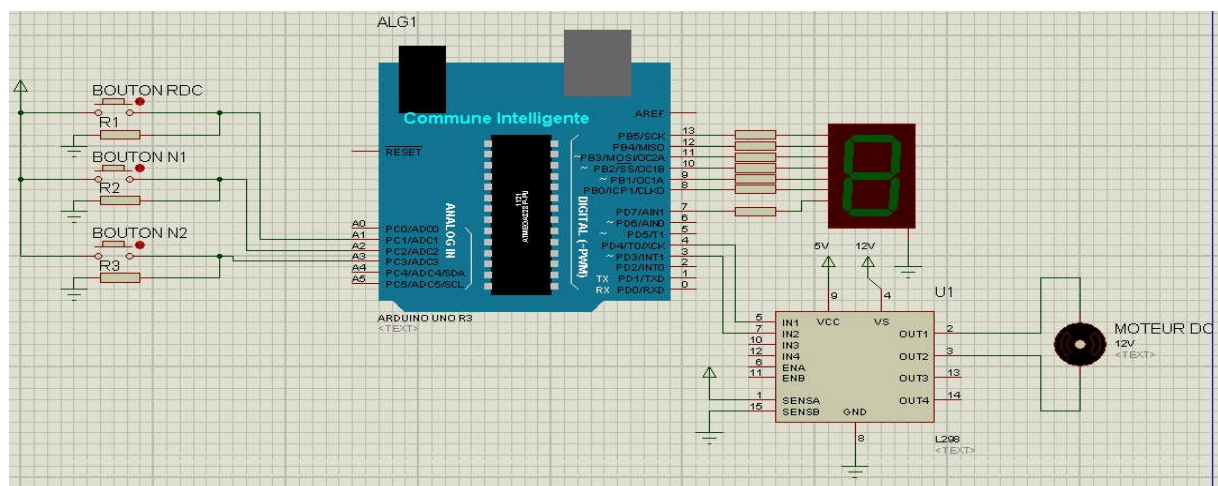 ALG1
BOUTON RDC
R1
BOUTON N1
R2
BOUTON N2
R3
Commune Intelligente
RESET
A0
A1
A2
A3
A4
A5
PC0/ADC0
PC1/ADC1
PC2/ADC2
PC3/ADC3
PC4/ADC4/SDA
PC5/ADC5/SCL
ANALOG IN
1121
DIGITAL (~PWM)
AREF
PB5/SCK 13
PB4/MISO 12
~PB3/MOSI/OC2A 11
~ PB2/SS/OC1B 10
~ PB1/OC1A 9
PB0/ICP1/CLKO 8
PD7/AIN1 7
~ PD6/AIN0 6
~ PD5/T1 5
PD4/T0/XCK 4
~ PD3/INT1 3
PD2/INT0 2
TX PD1/TXD 1
RX PD0/RXD 0
ARDUINO UNO R3
<TEXT>
5V
12V
9
4
U1
5 IN1
7 IN2
10 IN3
12 IN4
6 ENA
11 ENB
1 SENSA
15 SENSB
VCC
VS
OUT1 2
OUT2 3
OUT3 13
OUT4 14
GND
8
L298
<TEXT>
MOTEUR DC
12V
<TEXT>